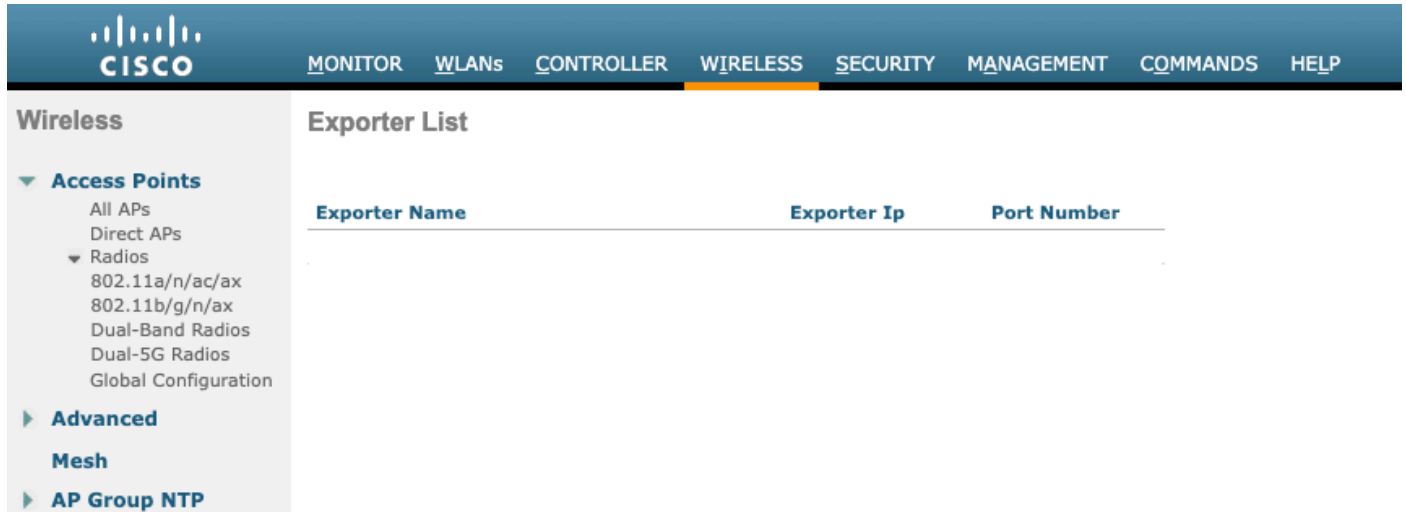 CISCO
MONITOR WLANs CONTROLLER WIRELESS SECURITY MANAGEMENT COMMANDS HELP
Wireless
Access Points
All APs
Direct APs
Radios
802.11a/n/ac/ax
802.11b/g/n/ax
Dual-Band Radios
Dual-5G Radios
Global Configuration
Advanced
Mesh
AP Group NTP
Exporter List
Exporter Name Exporter Ip Port Number